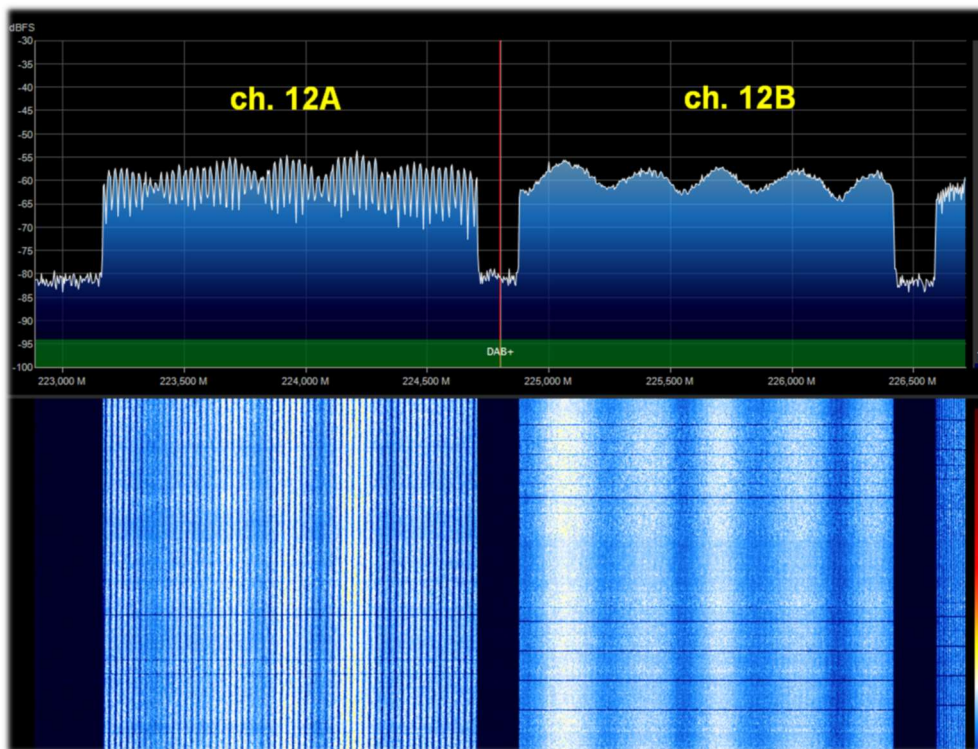 dBFS
-30
-35
-40
-45
-50
-55
-60
-65
-70
-75
-80
-85
-90
-95
-100
ch. 12A
ch. 12B
DAB+
223,000 M
223,500 M
224,000 M
224,500 M
225,000 M
225,500 M
226,000 M
226,500 M